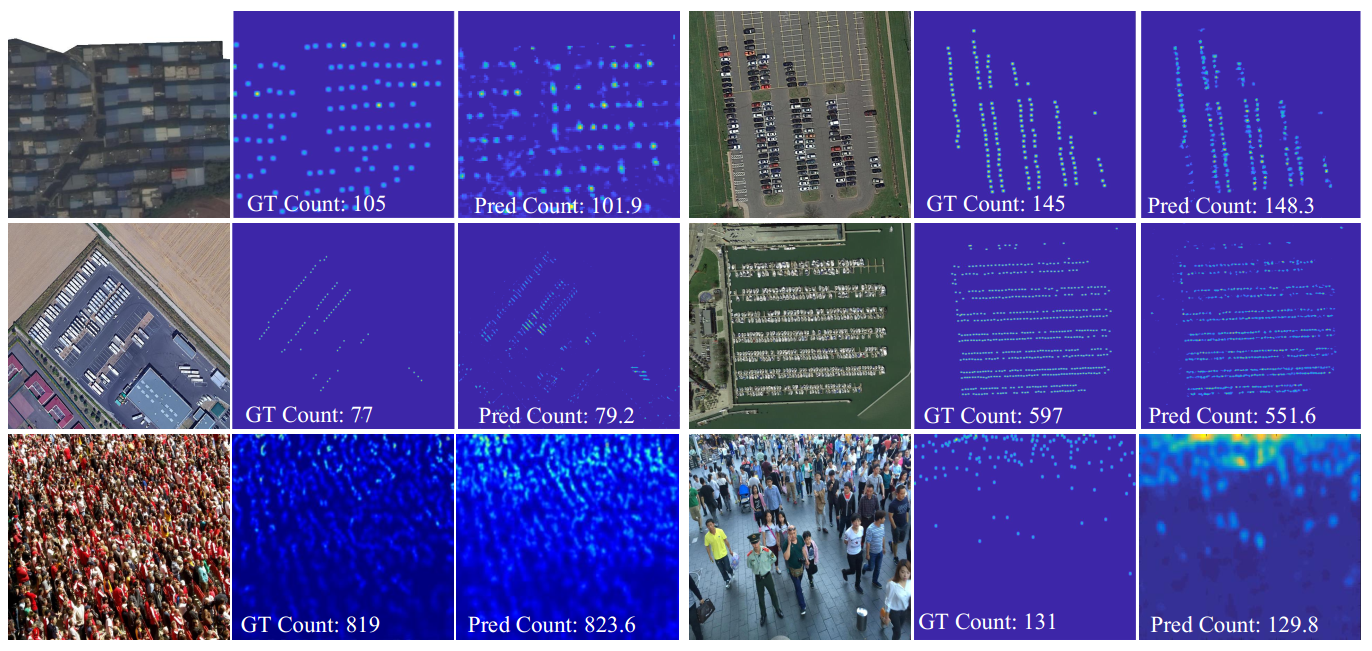 GT Count: 105
Pred Count: 101.9
GT Count: 145
Pred Count: 148.3
GT Count: 77
Pred Count: 79.2
GT Count: 597
Pred Count: 551.6
GT Count: 819
Pred Count: 823.6
GT Count: 131
Pred Count: 129.8